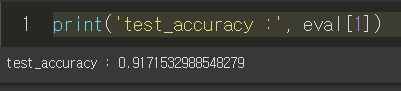 1 print('test_accuracy :', eval[1])
test_accuracy : 0.9171532988548279